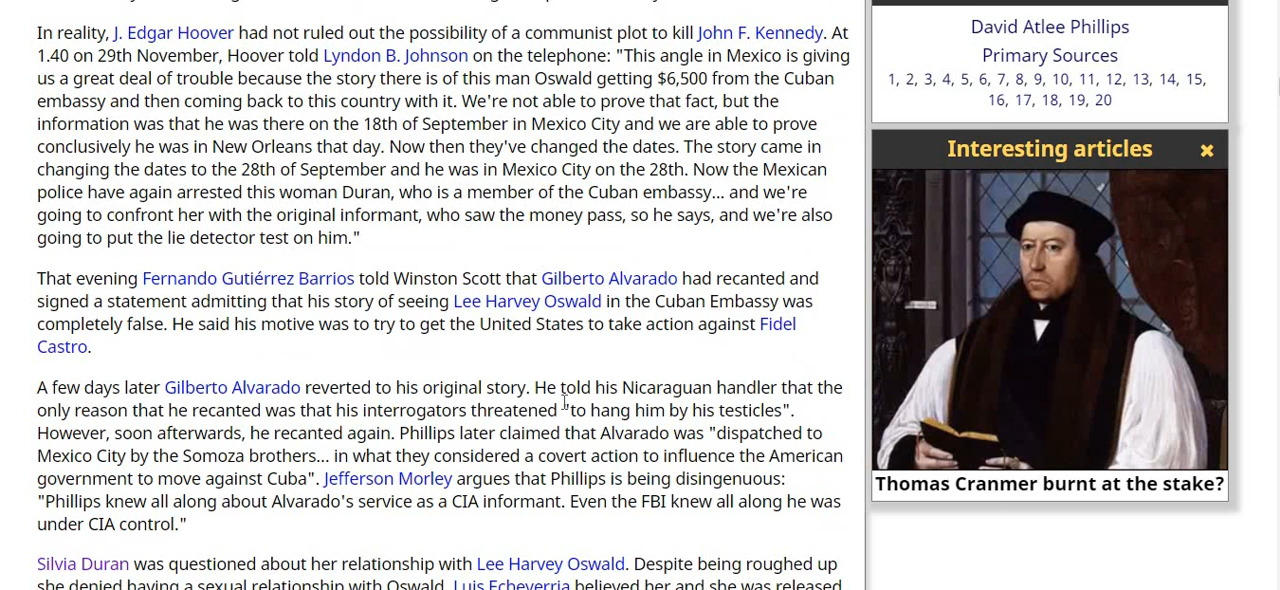 In reality, J. Edgar Hoover had not ruled out the possibility of a communist plot to kill John F. Kennedy. At
1.40 on 29th November, Hoover told Lyndon B. Johnson on the telephone: "This angle in Mexico is giving
us a great deal of trouble because the story there is of this man Oswald getting $6,500 from the Cuban
embassy and then coming back to this country with it. We're not able to prove that fact, but the
information was that he was there on the 18th of September in Mexico City and we are able to prove
conclusively he was in New Orleans that day. Now then they've changed the dates. The story came in
changing the dates to the 28th of September and he was in Mexico City on the 28th. Now the Mexican
police have again arrested this woman Duran, who is a member of the Cuban embassy... and we're
going to confront her with the original informant, who saw the money pass, so he says, and we're also
going to put the lie detector test on him."
That evening Fernando Gutiérrez Barrios told Winston Scott that Gilberto Alvarado had recanted and
signed a statement admitting that his story of seeing Lee Harvey Oswald in the Cuban Embassy was
completely false. He said his motive was to try to get the United States to take action against Fidel
Castro.
A few days later Gilberto Alvarado reverted to his original story. He told his Nicaraguan handler that the
only reason that he recanted was that his interrogators threatened "to hang him by his testicles".
However, soon afterwards, he recanted again. Phillips later claimed that Alvarado was "dispatched to
Mexico City by the Somoza brothers... in what they considered a covert action to influence the American
government to move against Cuba". Jefferson Morley argues that Phillips is being disingenuous:
"Phillips knew all along about Alvarado's service as a CIA informant. Even the FBI knew all along he was
under CIA control."
Silvia Duran was questioned about her relationship with Lee Harvey Oswald. Despite being roughed up
she denied having a sexual relationship with Oswald. Luis Echeverria believed her and she was released
David Atlee Phillips
Primary Sources
1, 2, 3, 4, 5, 6, 7, 8, 9, 10, 11, 12, 13, 14, 15,
16, 17, 18, 19, 20
Interesting articles ×
Thomas Cranmer burnt at the stake?